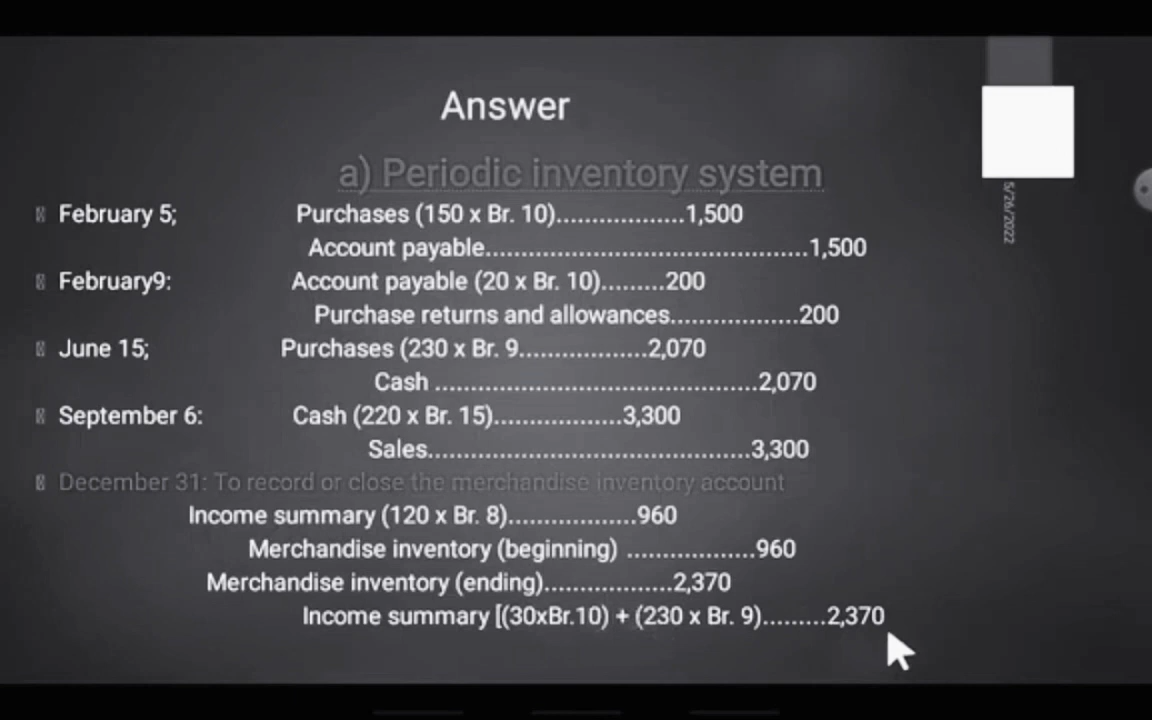 Answer
a) Periodic inventory system
February 5; Purchases (150 x Br. 10)..................1,500
Account payable............................................1,500
February9: Account payable (20 x Br. 10).........200
Purchase returns and allowances..................200
June 15; Purchases (230 x Br. 9..................2,070
Cash ............................................2,070
September 6: Cash (220 x Br. 15)..................3,300
Sales............................................3,300
December 31: To record or close the merchandise inventory account
Income summary (120 x Br. 8)..................960
Merchandise inventory (beginning) ..................960
Merchandise inventory (ending)..................2,370
Income summary [(30xBr.10) + (230 x Br. 9).........2,370
5/26/2022